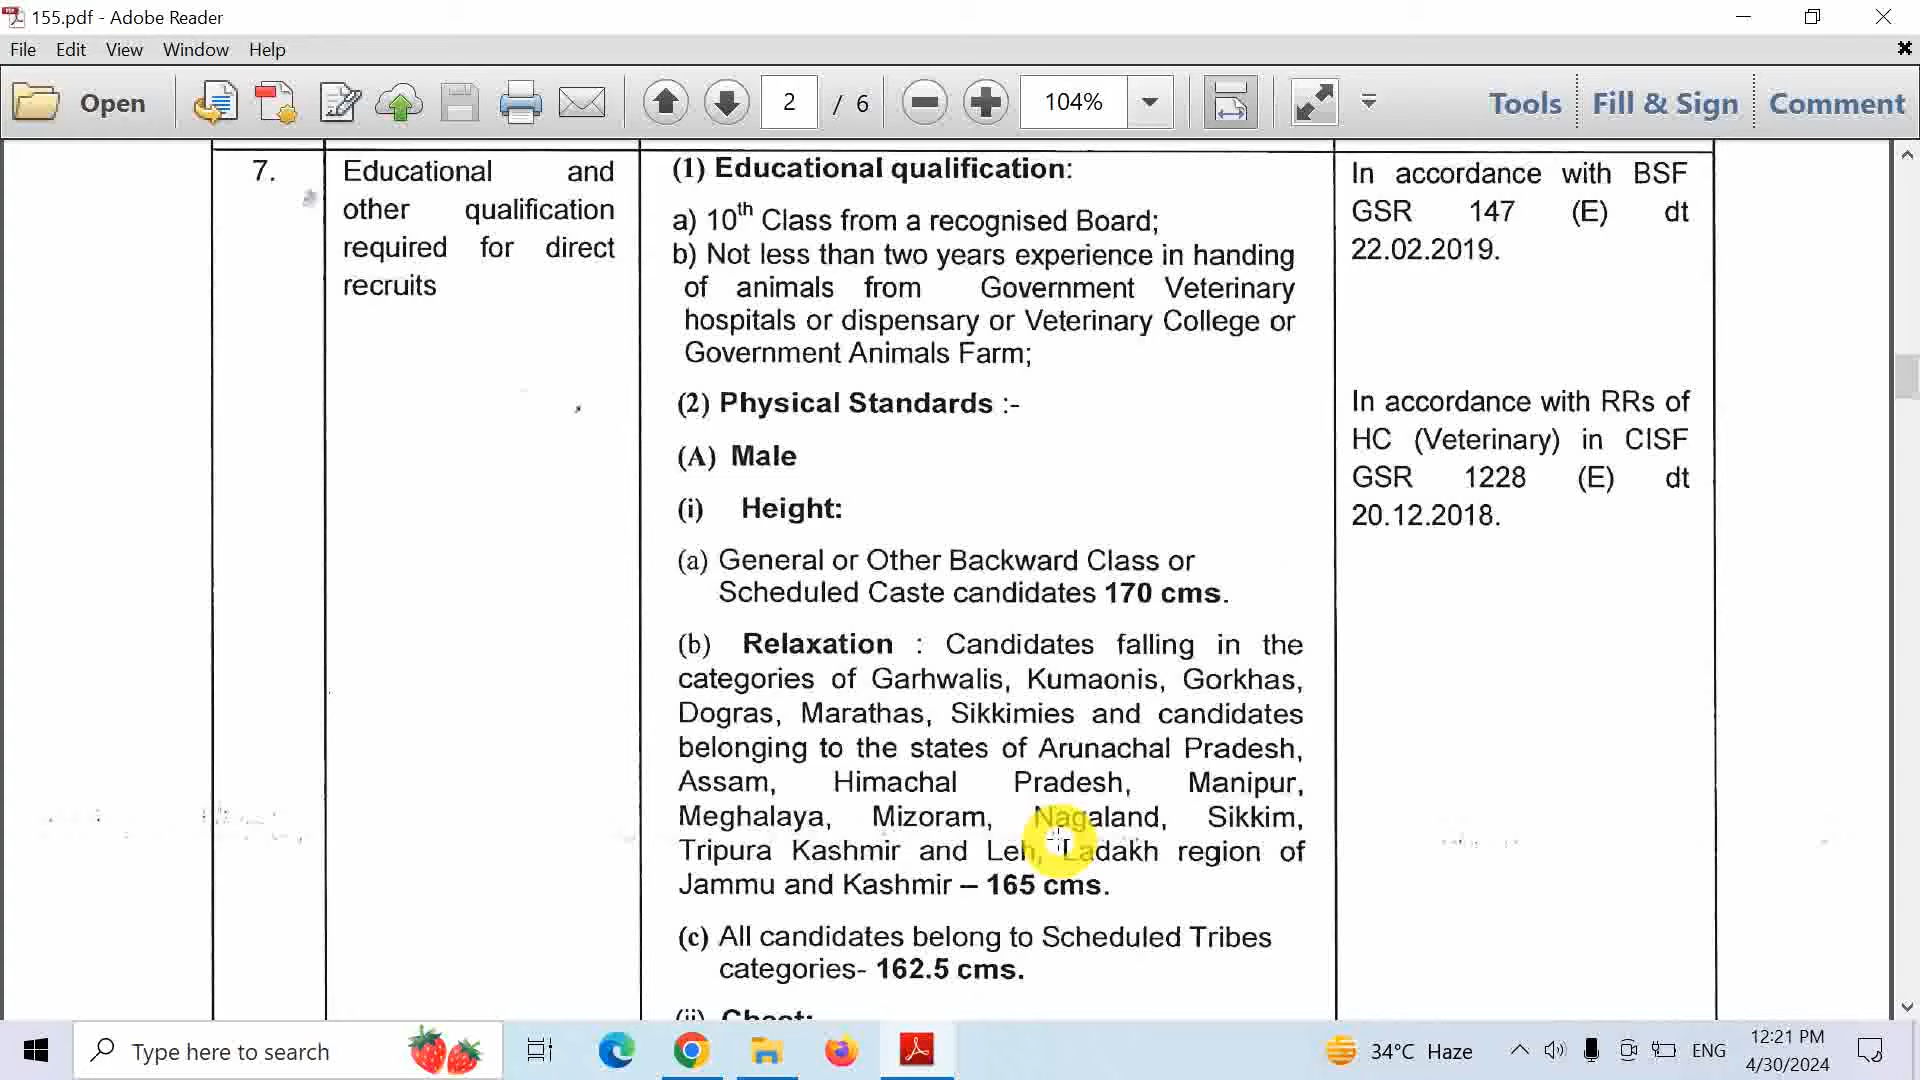 155.pdf - Adobe Reader
File Edit View Window Help
Open 2 / 6 104% Tools Fill & Sign Comment
7.
Educational and
other qualification
required for direct
recruits
(1) Educational qualification:
a) 10th Class from a recognised Board;
b) Not less than two years experience in handing
of animals from Government Veterinary
hospitals or dispensary or Veterinary College or
Government Animals Farm;
(2) Physical Standards :-
(A) Male
(i) Height:
(a) General or Other Backward Class or
Scheduled Caste candidates 170 cms.
(b) Relaxation : Candidates falling in the
categories of Garhwalis, Kumaonis, Gorkhas,
Dogras, Marathas, Sikkimies and candidates
belonging to the states of Arunachal Pradesh,
Assam, Himachal Pradesh, Manipur,
Meghalaya, Mizoram, Nagaland, Sikkim,
Tripura Kashmir and Leh, Ladakh region of
Jammu and Kashmir – 165 cms.
(c) All candidates belong to Scheduled Tribes
categories- 162.5 cms.
(ii) Chest:
In accordance with BSF
GSR 147 (E) dt
22.02.2019.
In accordance with RRs of
HC (Veterinary) in CISF
GSR 1228 (E) dt
20.12.2018.
Type here to search
34°C Haze
ENG
12:21 PM
4/30/2024